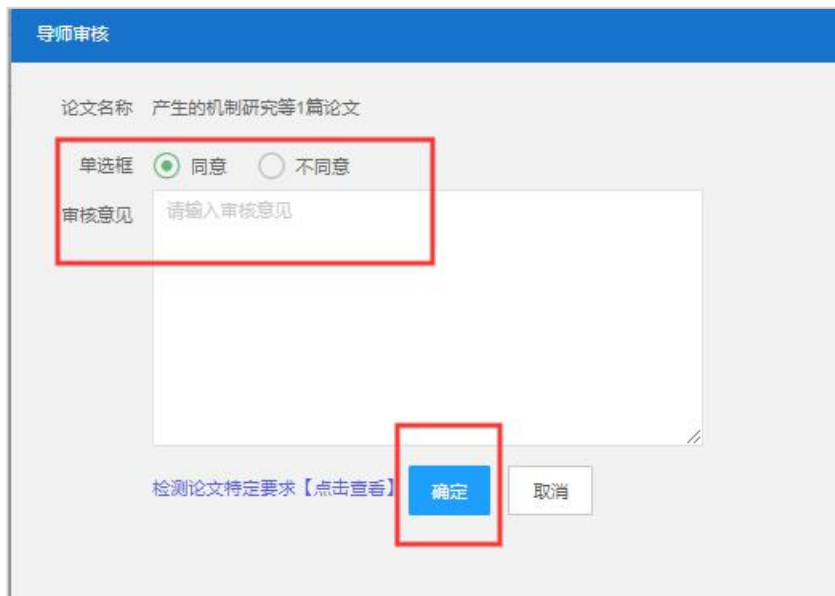 导师审核
论文名称 产生的机制研究等1篇论文
单选框 同意 不同意
审核意见 请输入审核意见
检测论文特定要求【点击查看】 确定 取消